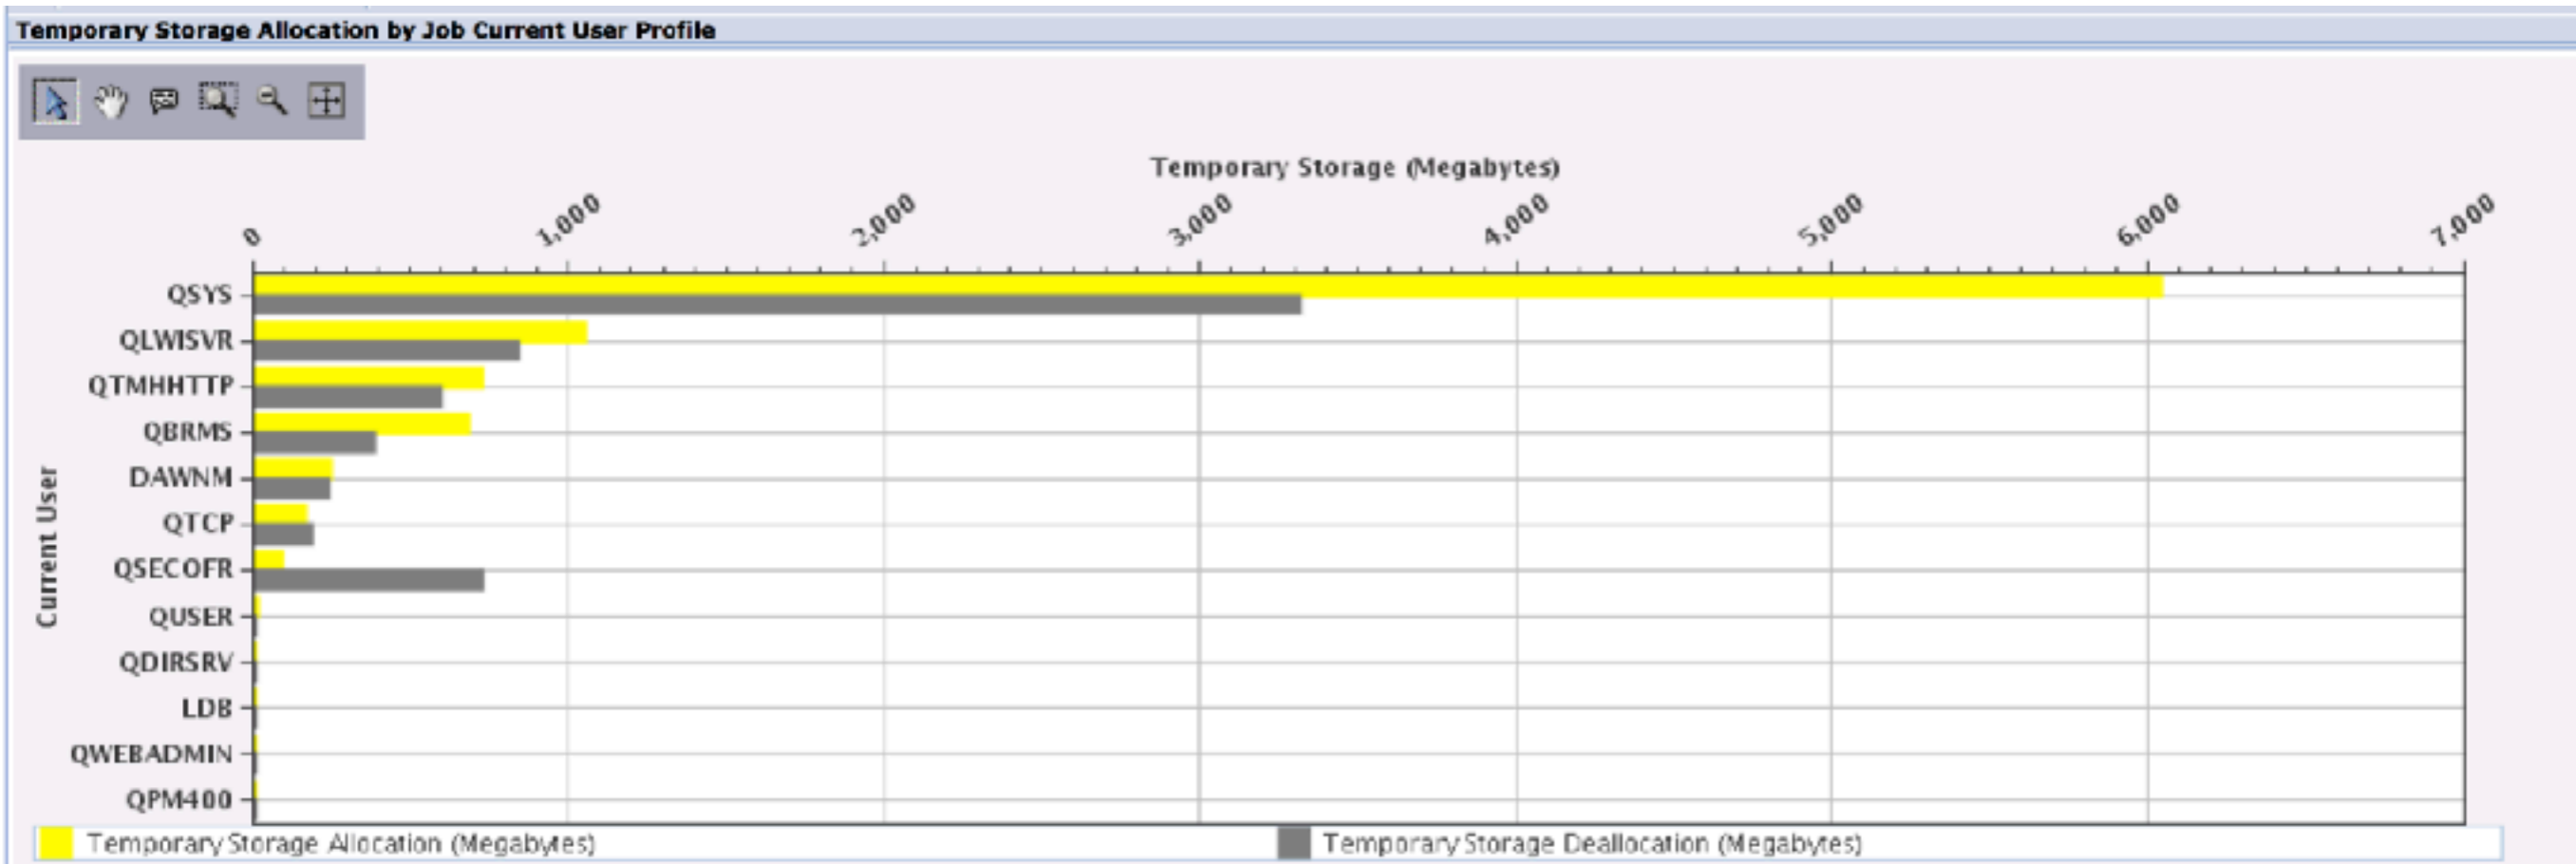 Temporary Storage Allocation by Job Current User Profile
Temporary Storage (Megabytes)
0 1,000 2,000 3,000 4,000 5,000 6,000 7,000
Current User
QSYS
QLWISVR
QTMHHTTP
QBRMS
DAWNM
QTCP
QSECOFR
QUSER
QDIRSRV
LDB
QWEBADMIN
QPM400
Temporary Storage Allocation (Megabytes) Temporary Storage Deallocation (Megabytes)